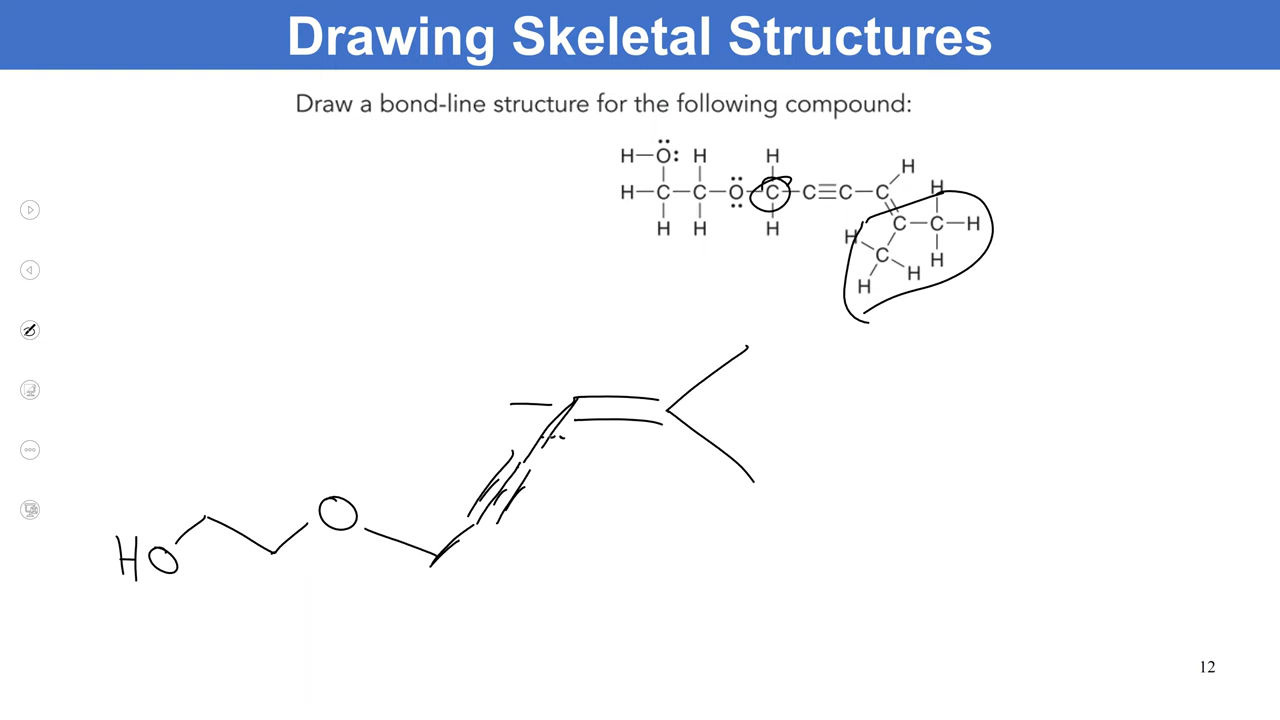 Drawing Skeletal Structures
Draw a bond-line structure for the following compound:
H
H–O: H H
H–C–C–O–C–C≡C–C
H
H H H H C–C–H
C
H H
H
HO O
12